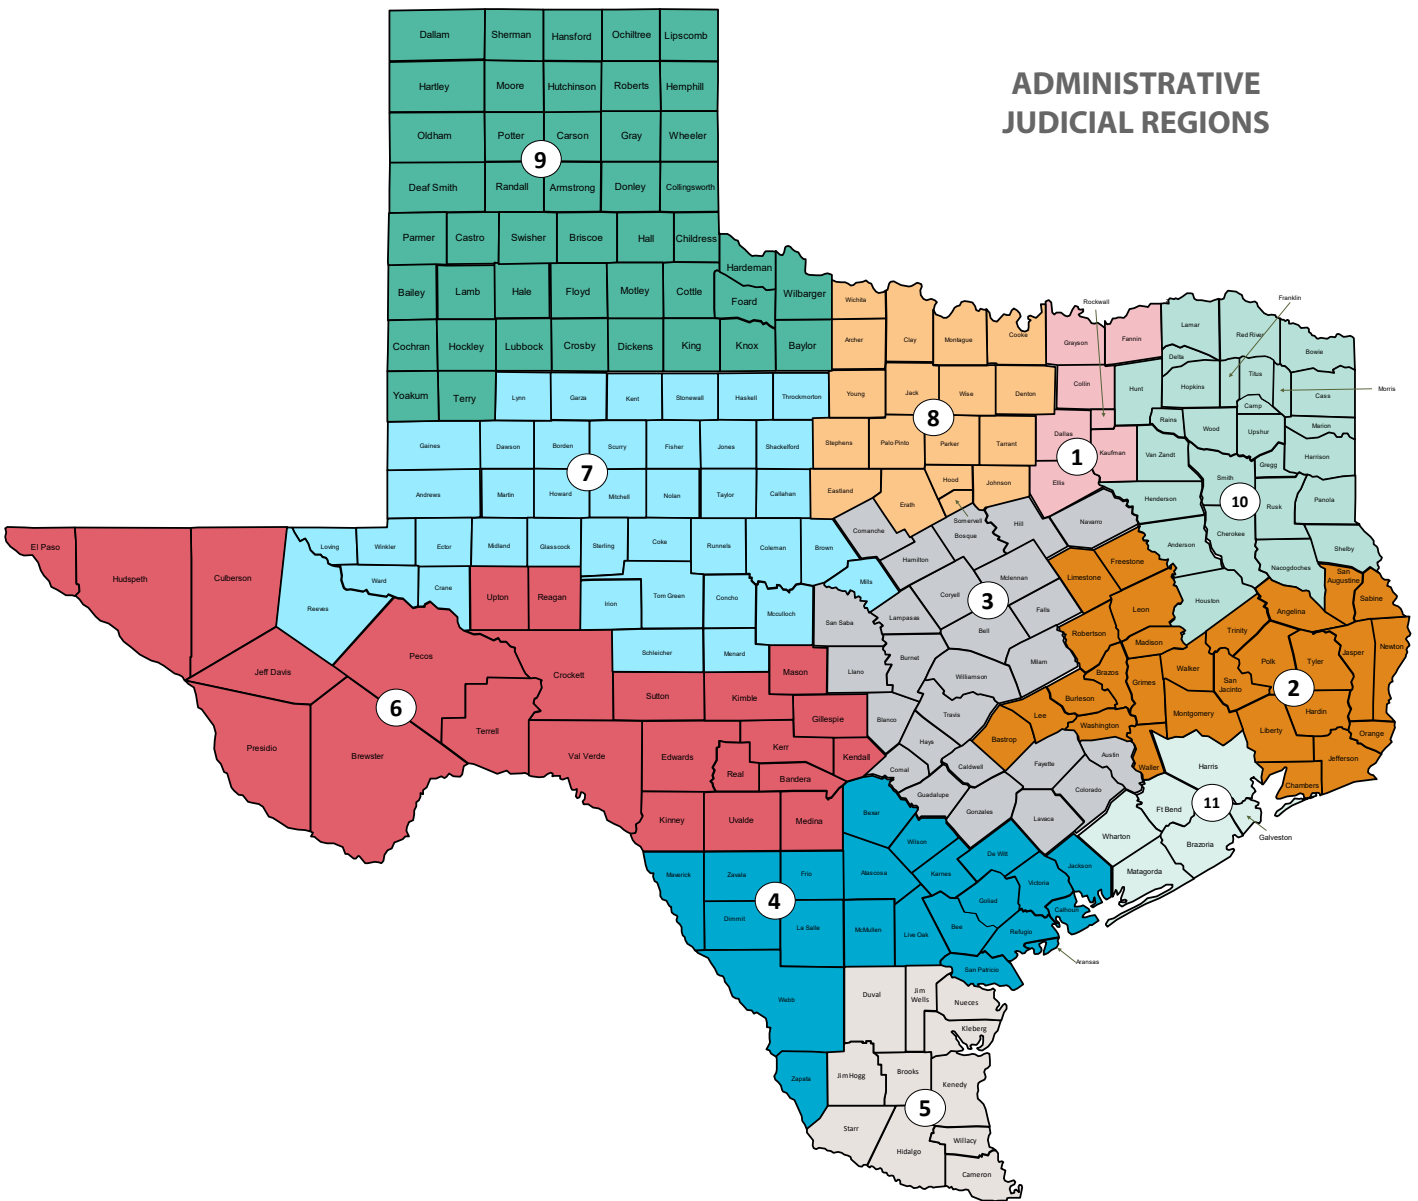 ADMINISTRATIVE
JUDICIAL REGIONS
Dallam
Sherman
Hansford
Ochiltree
Lipscomb
Hartley
Moore
Hutchinson
Roberts
Hemphill
Oldham
Potter
Carson
Gray
Wheeler
9
Deaf Smith
Randall
Armstrong
Donley
Collingsworth
Parmer
Castro
Swisher
Briscoe
Hall
Childress
Hardeman
Bailey
Lamb
Hale
Floyd
Motley
Cottle
Foard
Wilbarger
Cochran
Hockley
Lubbock
Crosby
Dickens
King
Knox
Baylor
Yoakum
Terry
Lynn
Garza
Kent
Stonewall
Haskell
Throckmorton
Gaines
Dawson
Borden
Scurry
Fisher
Jones
Shackelford
7
Andrews
Martin
Howard
Mitchell
Nolan
Taylor
Callahan
Loving
Winkler
Ector
Midland
Glasscock
Sterling
Coke
Runnels
Coleman
Brown
Reeves
Ward
Crane
Irion
Tom Green
Concho
Mcculloch
Mills
Schleicher
Menard
Wichita
Archer
Clay
Montague
Cooke
Young
Jack
Wise
Denton
8
Stephens
Palo Pinto
Parker
Tarrant
Eastland
Erath
Hood
Johnson
Somervell
Rockwall
Grayson
Fannin
Collin
Dallas
1
Kaufman
Ellis
Franklin
Lamar
Red River
Bowie
Delta
Hunt
Hopkins
Titus
Morris
Cass
Camp
Rains
Wood
Upshur
Marion
Van Zandt
Gregg
Harrison
Smith
Henderson
10
Rusk
Panola
Anderson
Cherokee
Shelby
Nacogdoches
Houston
El Paso
Hudspeth
Culberson
Upton
Reagan
Jeff Davis
Pecos
Crockett
Mason
6
Sutton
Kimble
Presidio
Brewster
Terrell
Val Verde
Edwards
Kerr
Gillespie
Real
Bandera
Kendall
Kinney
Uvalde
Medina
Comanche
Bosque
Hill
Navarro
Hamilton
Coryell
3
Mclennan
Lampasas
Falls
San Saba
Bell
Burnet
Llano
Milam
Williamson
Blanco
Travis
Hays
Comal
Caldwell
Fayette
Austin
Guadalupe
Gonzales
Colorado
Lavaca
Limestone
Freestone
Leon
Robertson
Madison
Brazos
Burleson
Lee
Washington
Bastrop
Grimes
Walker
Trinity
Angelina
San
Augustine
Sabine
Polk
Tyler
Jasper
Newton
2
San
Jacinto
Montgomery
Hardin
Liberty
Orange
Jefferson
Chambers
Waller
Harris
Ft Bend
11
Galveston
Wharton
Brazoria
Matagorda
Bexar
Wilson
De Witt
Jackson
Maverick
Zavala
Frio
Atascosa
Karnes
Victoria
4
Goliad
Calhoun
Dimmit
La Salle
McMullen
Live Oak
Bee
Refugio
Aransas
San Patricio
Webb
Zapata
Duval
Jim
Wells
Nueces
Kleberg
Jim Hogg
Brooks
Kenedy
5
Starr
Hidalgo
Willacy
Cameron